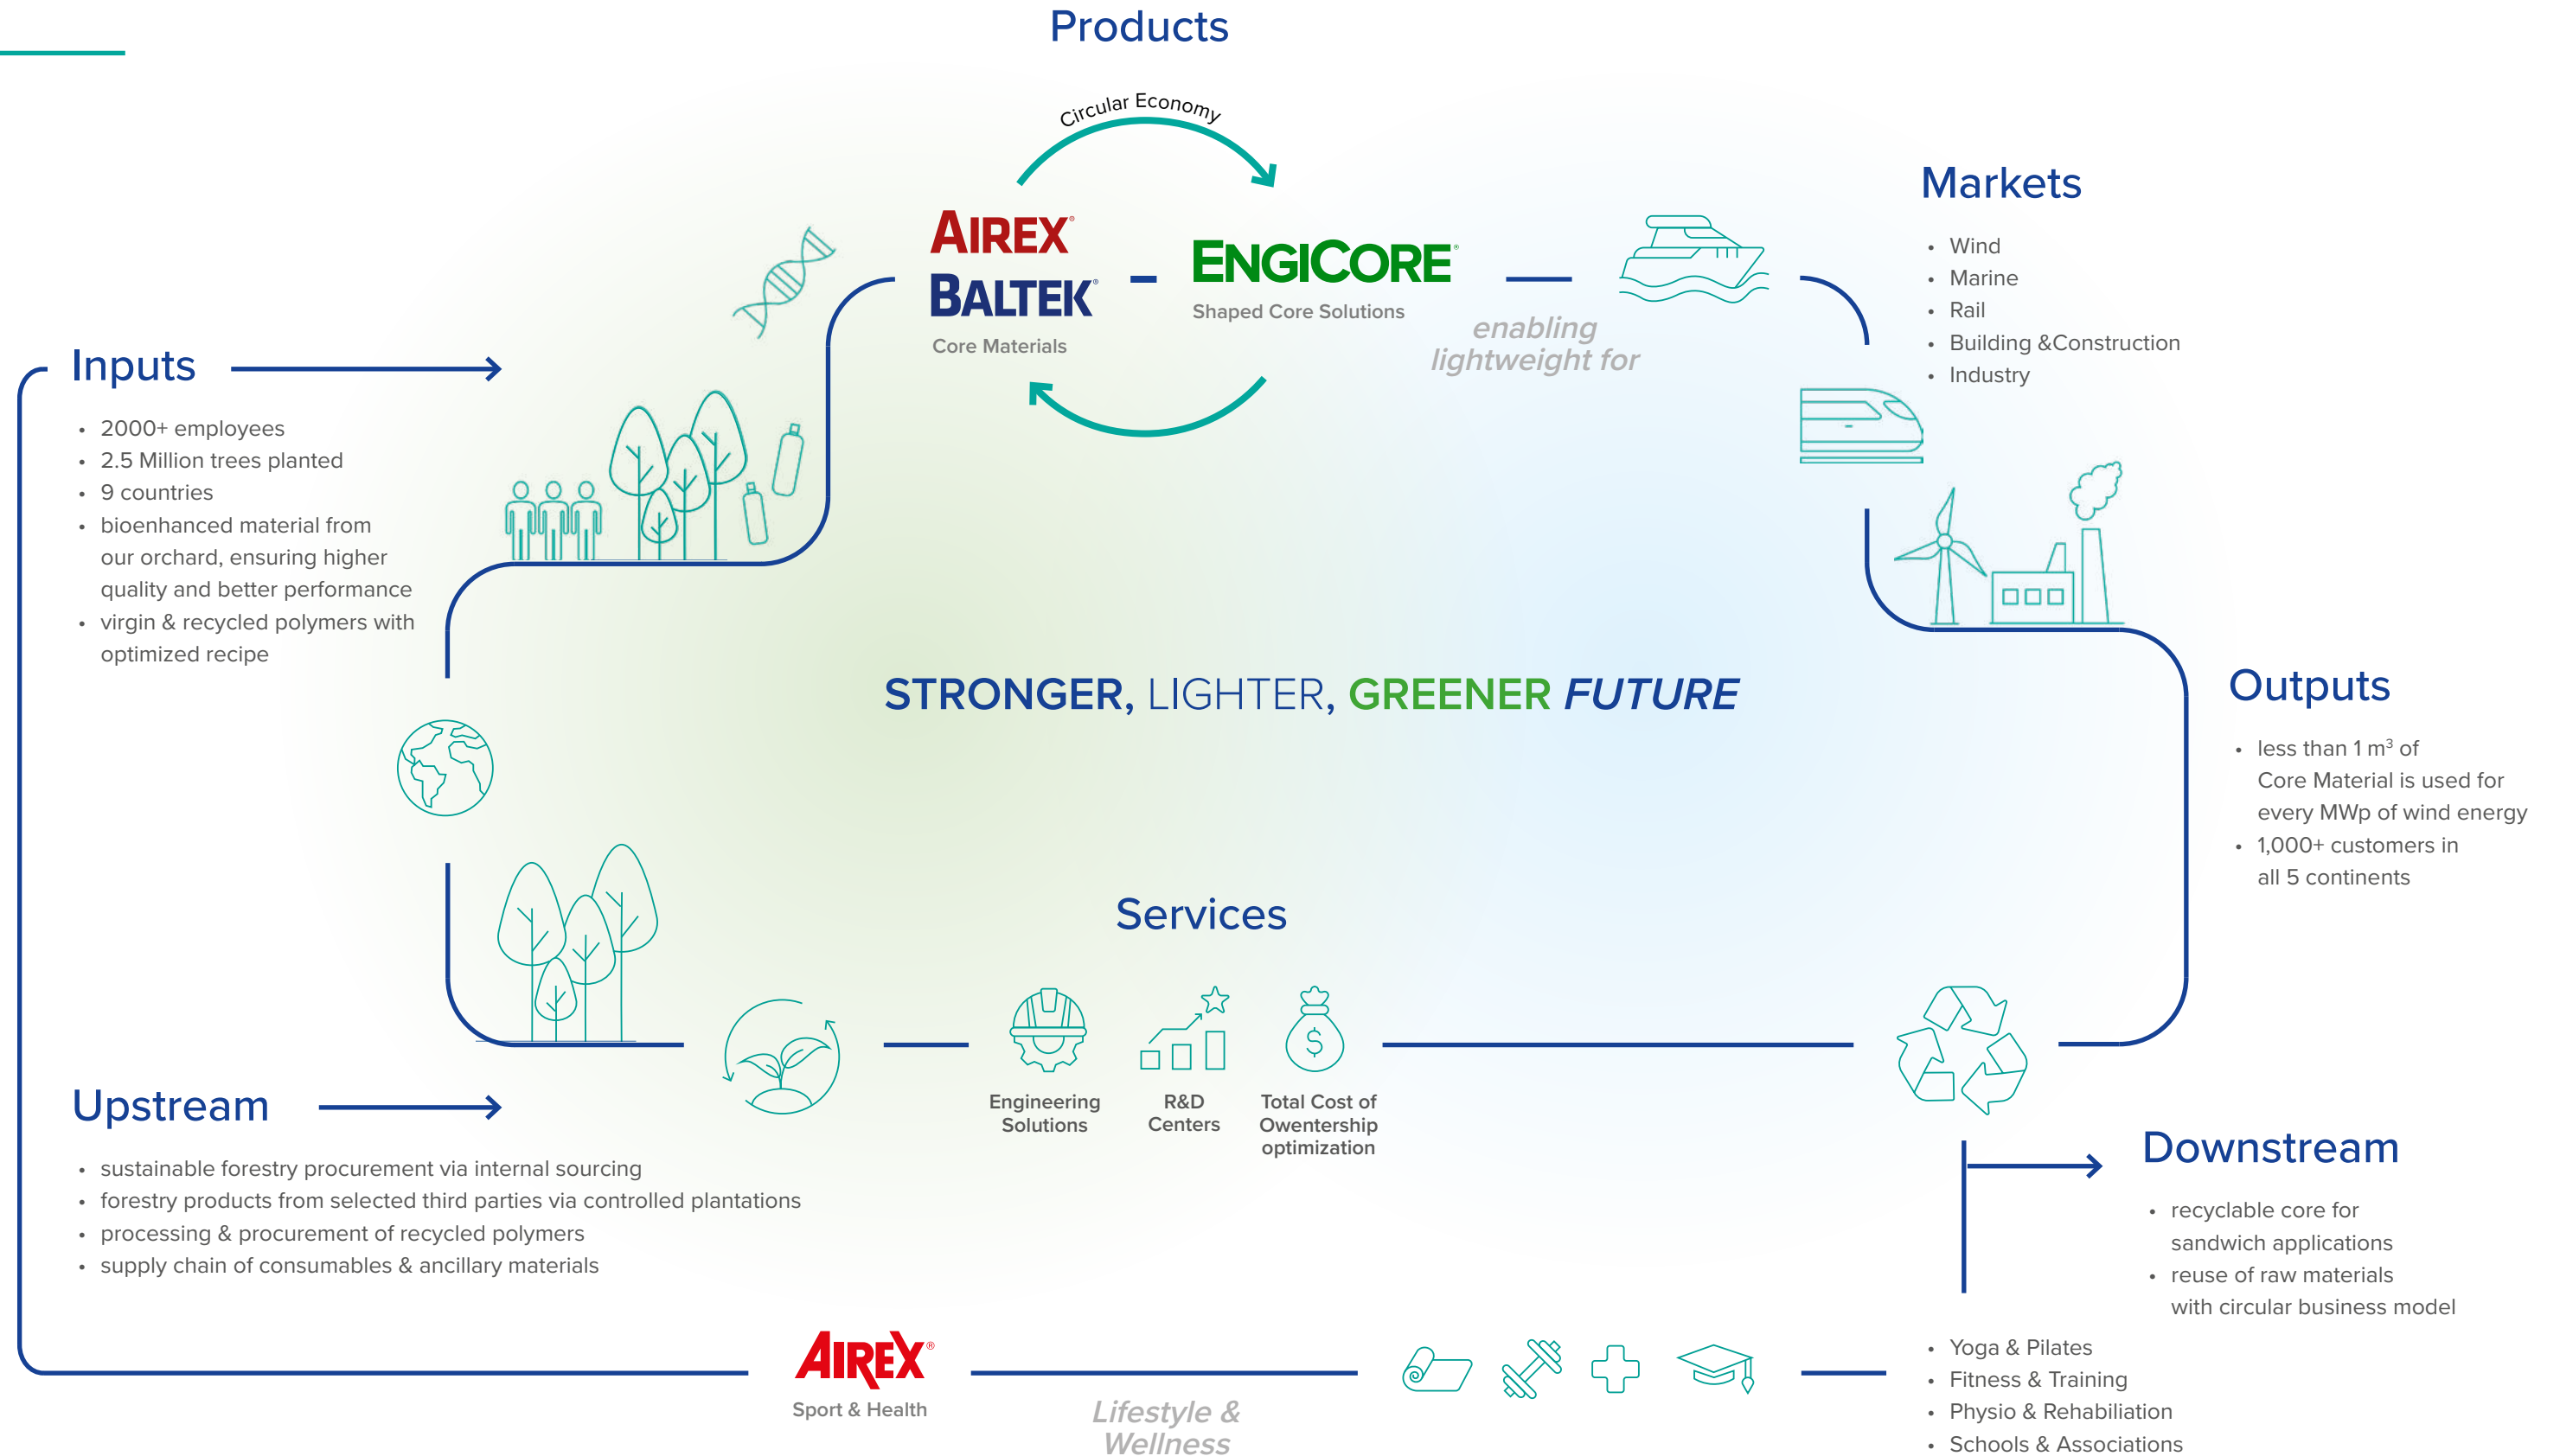 Products
Circular Economy
AIREX®
BALTEK®
Core Materials
ENGICORE®
Shaped Core Solutions
enabling
lightweight for
Markets
• Wind
• Marine
• Rail
• Building &Construction
• Industry
Inputs
• 2000+ employees
• 2.5 Million trees planted
• 9 countries
• bioenhanced material from
our orchard, ensuring higher
quality and better performance
• virgin & recycled polymers with
optimized recipe
STRONGER, LIGHTER, GREENER FUTURE
Outputs
• less than 1 m³ of
Core Material is used for
every MWp of wind energy
• 1,000+ customers in
all 5 continents
Services
$
Engineering
Solutions
R&D
Centers
Total Cost of
Owentership
optimization
Upstream
• sustainable forestry procurement via internal sourcing
• forestry products from selected third parties via controlled plantations
• processing & procurement of recycled polymers
• supply chain of consumables & ancillary materials
Downstream
• recyclable core for
sandwich applications
• reuse of raw materials
with circular business model
AIREX®
Sport & Health
Lifestyle &
Wellness
• Yoga & Pilates
• Fitness & Training
• Physio & Rehabiliation
• Schools & Associations